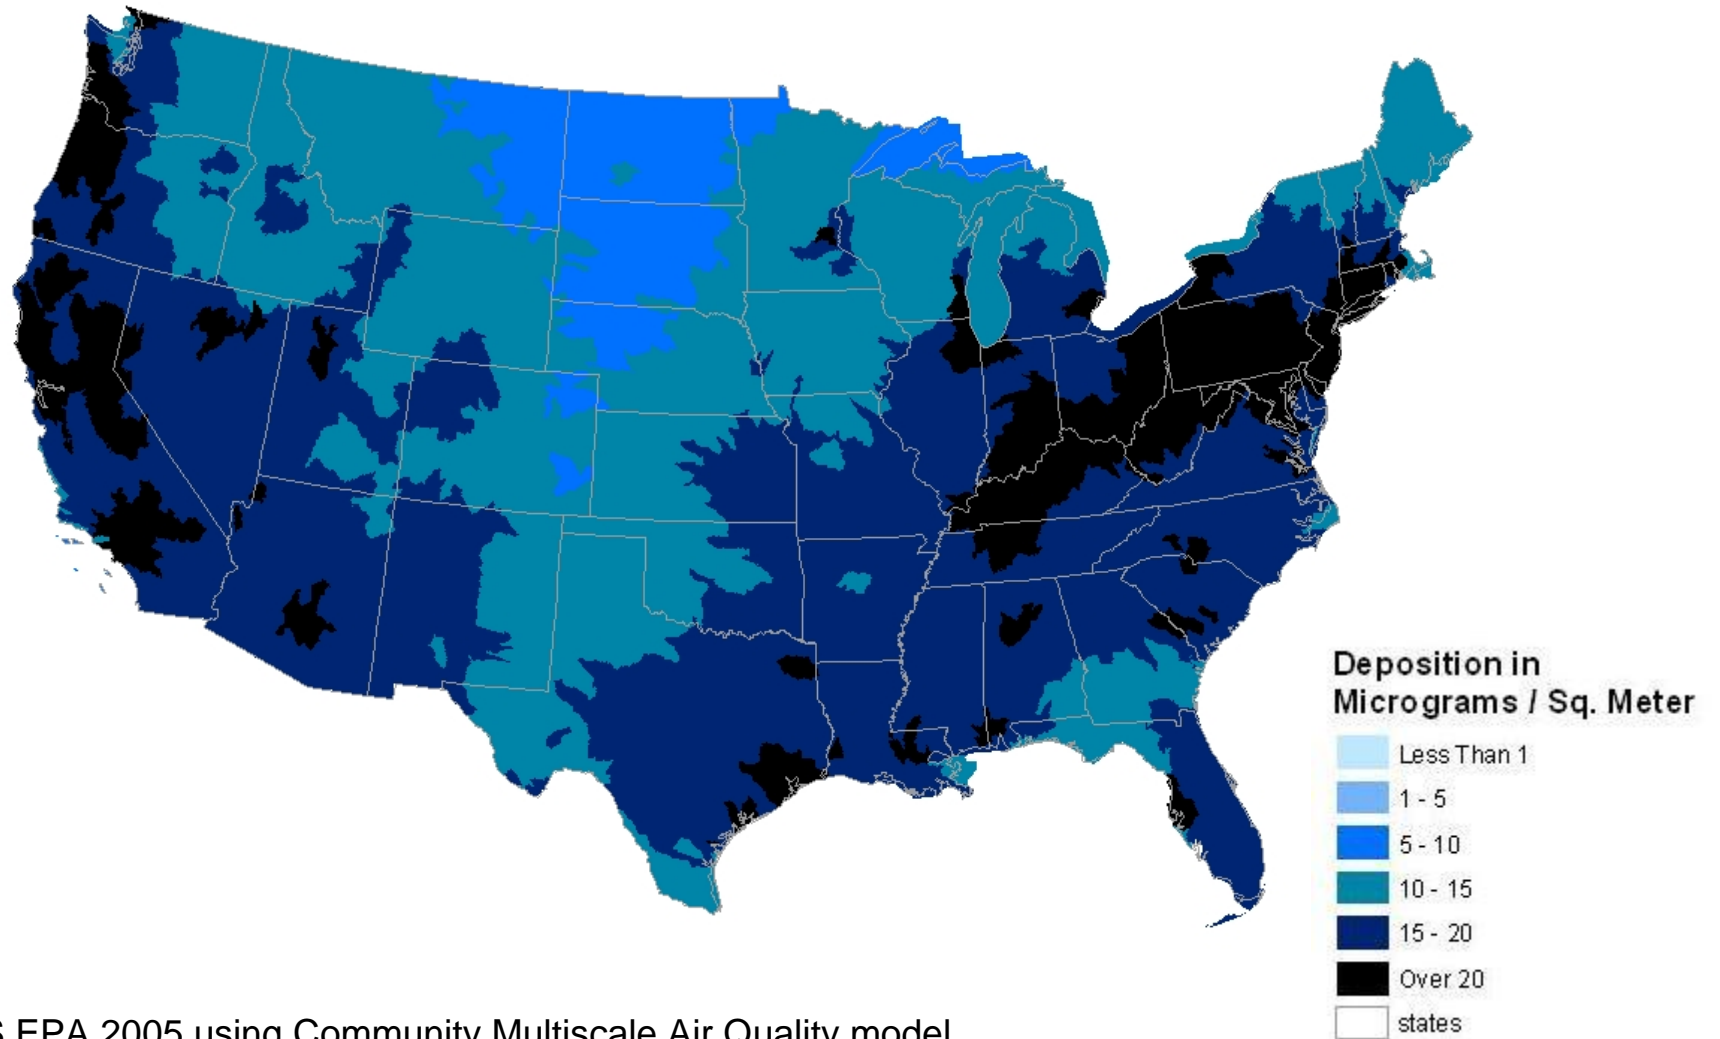 Deposition in
Micrograms / Sq. Meter
Less Than 1
1 - 5
5 - 10
10 - 15
15 - 20
Over 20
states
EPA 2005 using Community Multiscale Air Quality model